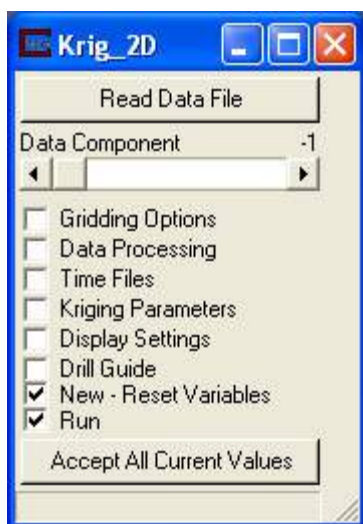 Krig_2D
Read Data File
Data Component -1
Gridding Options
Data Processing
Time Files
Kriging Parameters
Display Settings
Drill Guide
New - Reset Variables
Run
Accept All Current Values